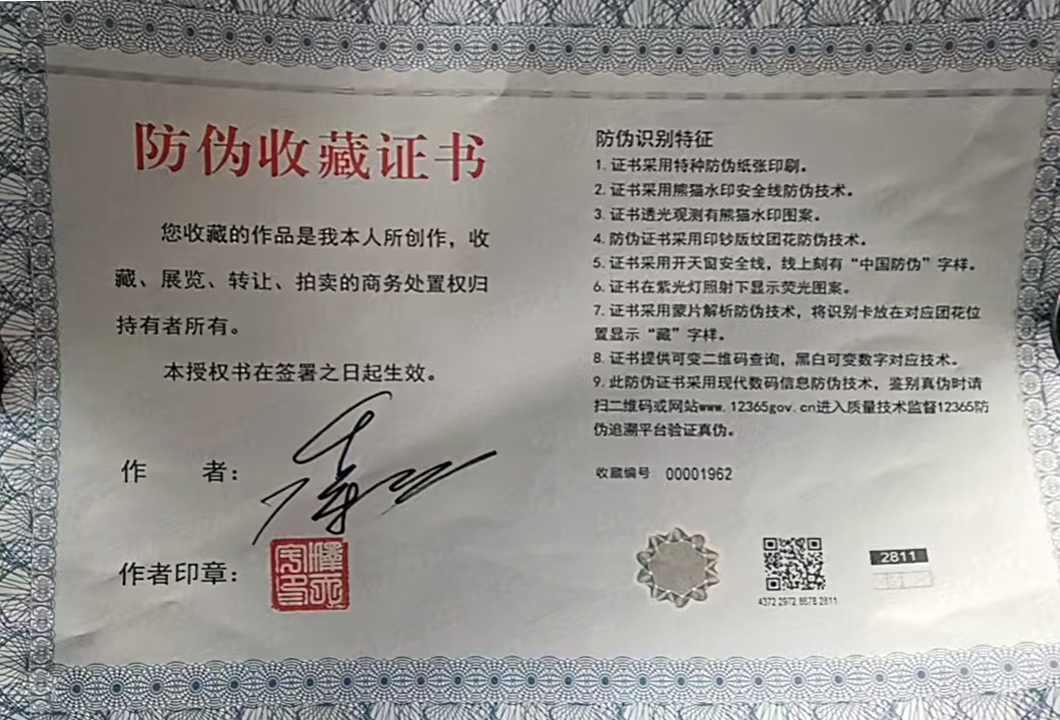 防伪收藏证书
您收藏的作品是我本人所创作，收
藏、展览、转让、拍卖的商务处置权归
持有者所有。
本授权书在签署之日起生效。
作 者：
作者印章：
防伪识别特征
1. 证书采用特种防伪纸张印刷。
2. 证书采用熊猫水印安全线防伪技术。
3. 证书透光观测有熊猫水印图案。
4. 防伪证书采用印钞版纹团花防伪技术。
5. 证书采用开天窗安全线，线上刻有“中国防伪”字样。
6. 证书在紫光灯照射下显示荧光图案。
7. 证书采用蒙片解析防伪技术，将识别卡放在对应团花位
置显示“藏”字样。
8. 证书提供可变二维码查询，黑白可变数字对应技术。
9. 此防伪证书采用现代数码信息防伪技术，鉴别真伪时请
扫二维码或网站www.12365gov.cn进入质量技术监督12365防
伪追溯平台验证真伪。
收藏编号 00001962
4372 2972 8678 2811
2811